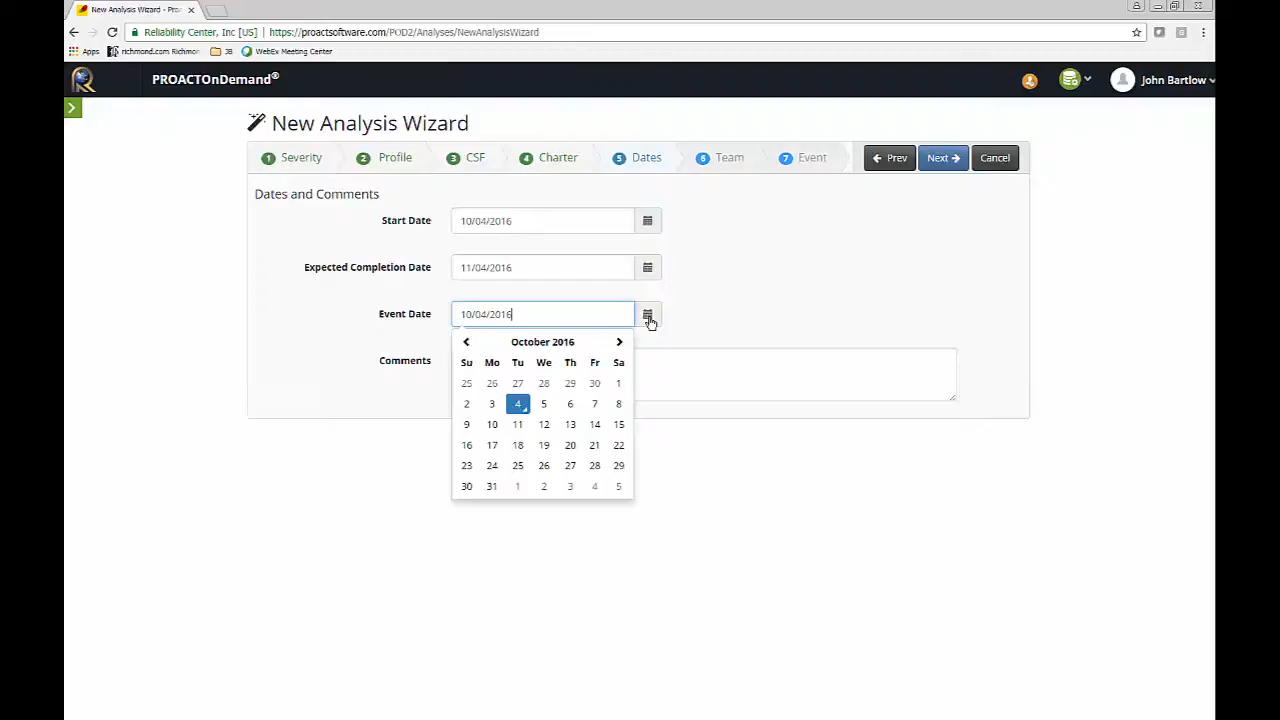 New Analysis Wizard - Pro
Reliability Center, Inc [US] https://proactsoftware.com/POD2/Analyses/NewAnalysisWizard
Apps richmond.com Richmon JB WebEx Meeting Center
PROACTOnDemand® John Bartlow
New Analysis Wizard
1 Severity 2 Profile 3 CSF 4 Charter 5 Dates 6 Team 7 Event Prev Next Cancel
Dates and Comments
Start Date 10/04/2016
Expected Completion Date 11/04/2016
Event Date 10/04/2016
October 2016
Comments
Su Mo Tu We Th Fr Sa
25 26 27 28 29 30 1
2 3 4 5 6 7 8
9 10 11 12 13 14 15
16 17 18 19 20 21 22
23 24 25 26 27 28 29
30 31 1 2 3 4 5